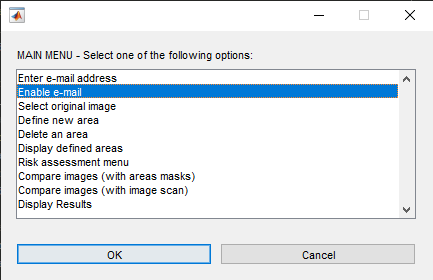 MAIN MENU - Select one of the following options:
Enter e-mail address
Enable e-mail
Select original image
Define new area
Delete an area
Display defined areas
Risk assessment menu
Compare images (with areas masks)
Compare images (with image scan)
Display Results
OK
Cancel